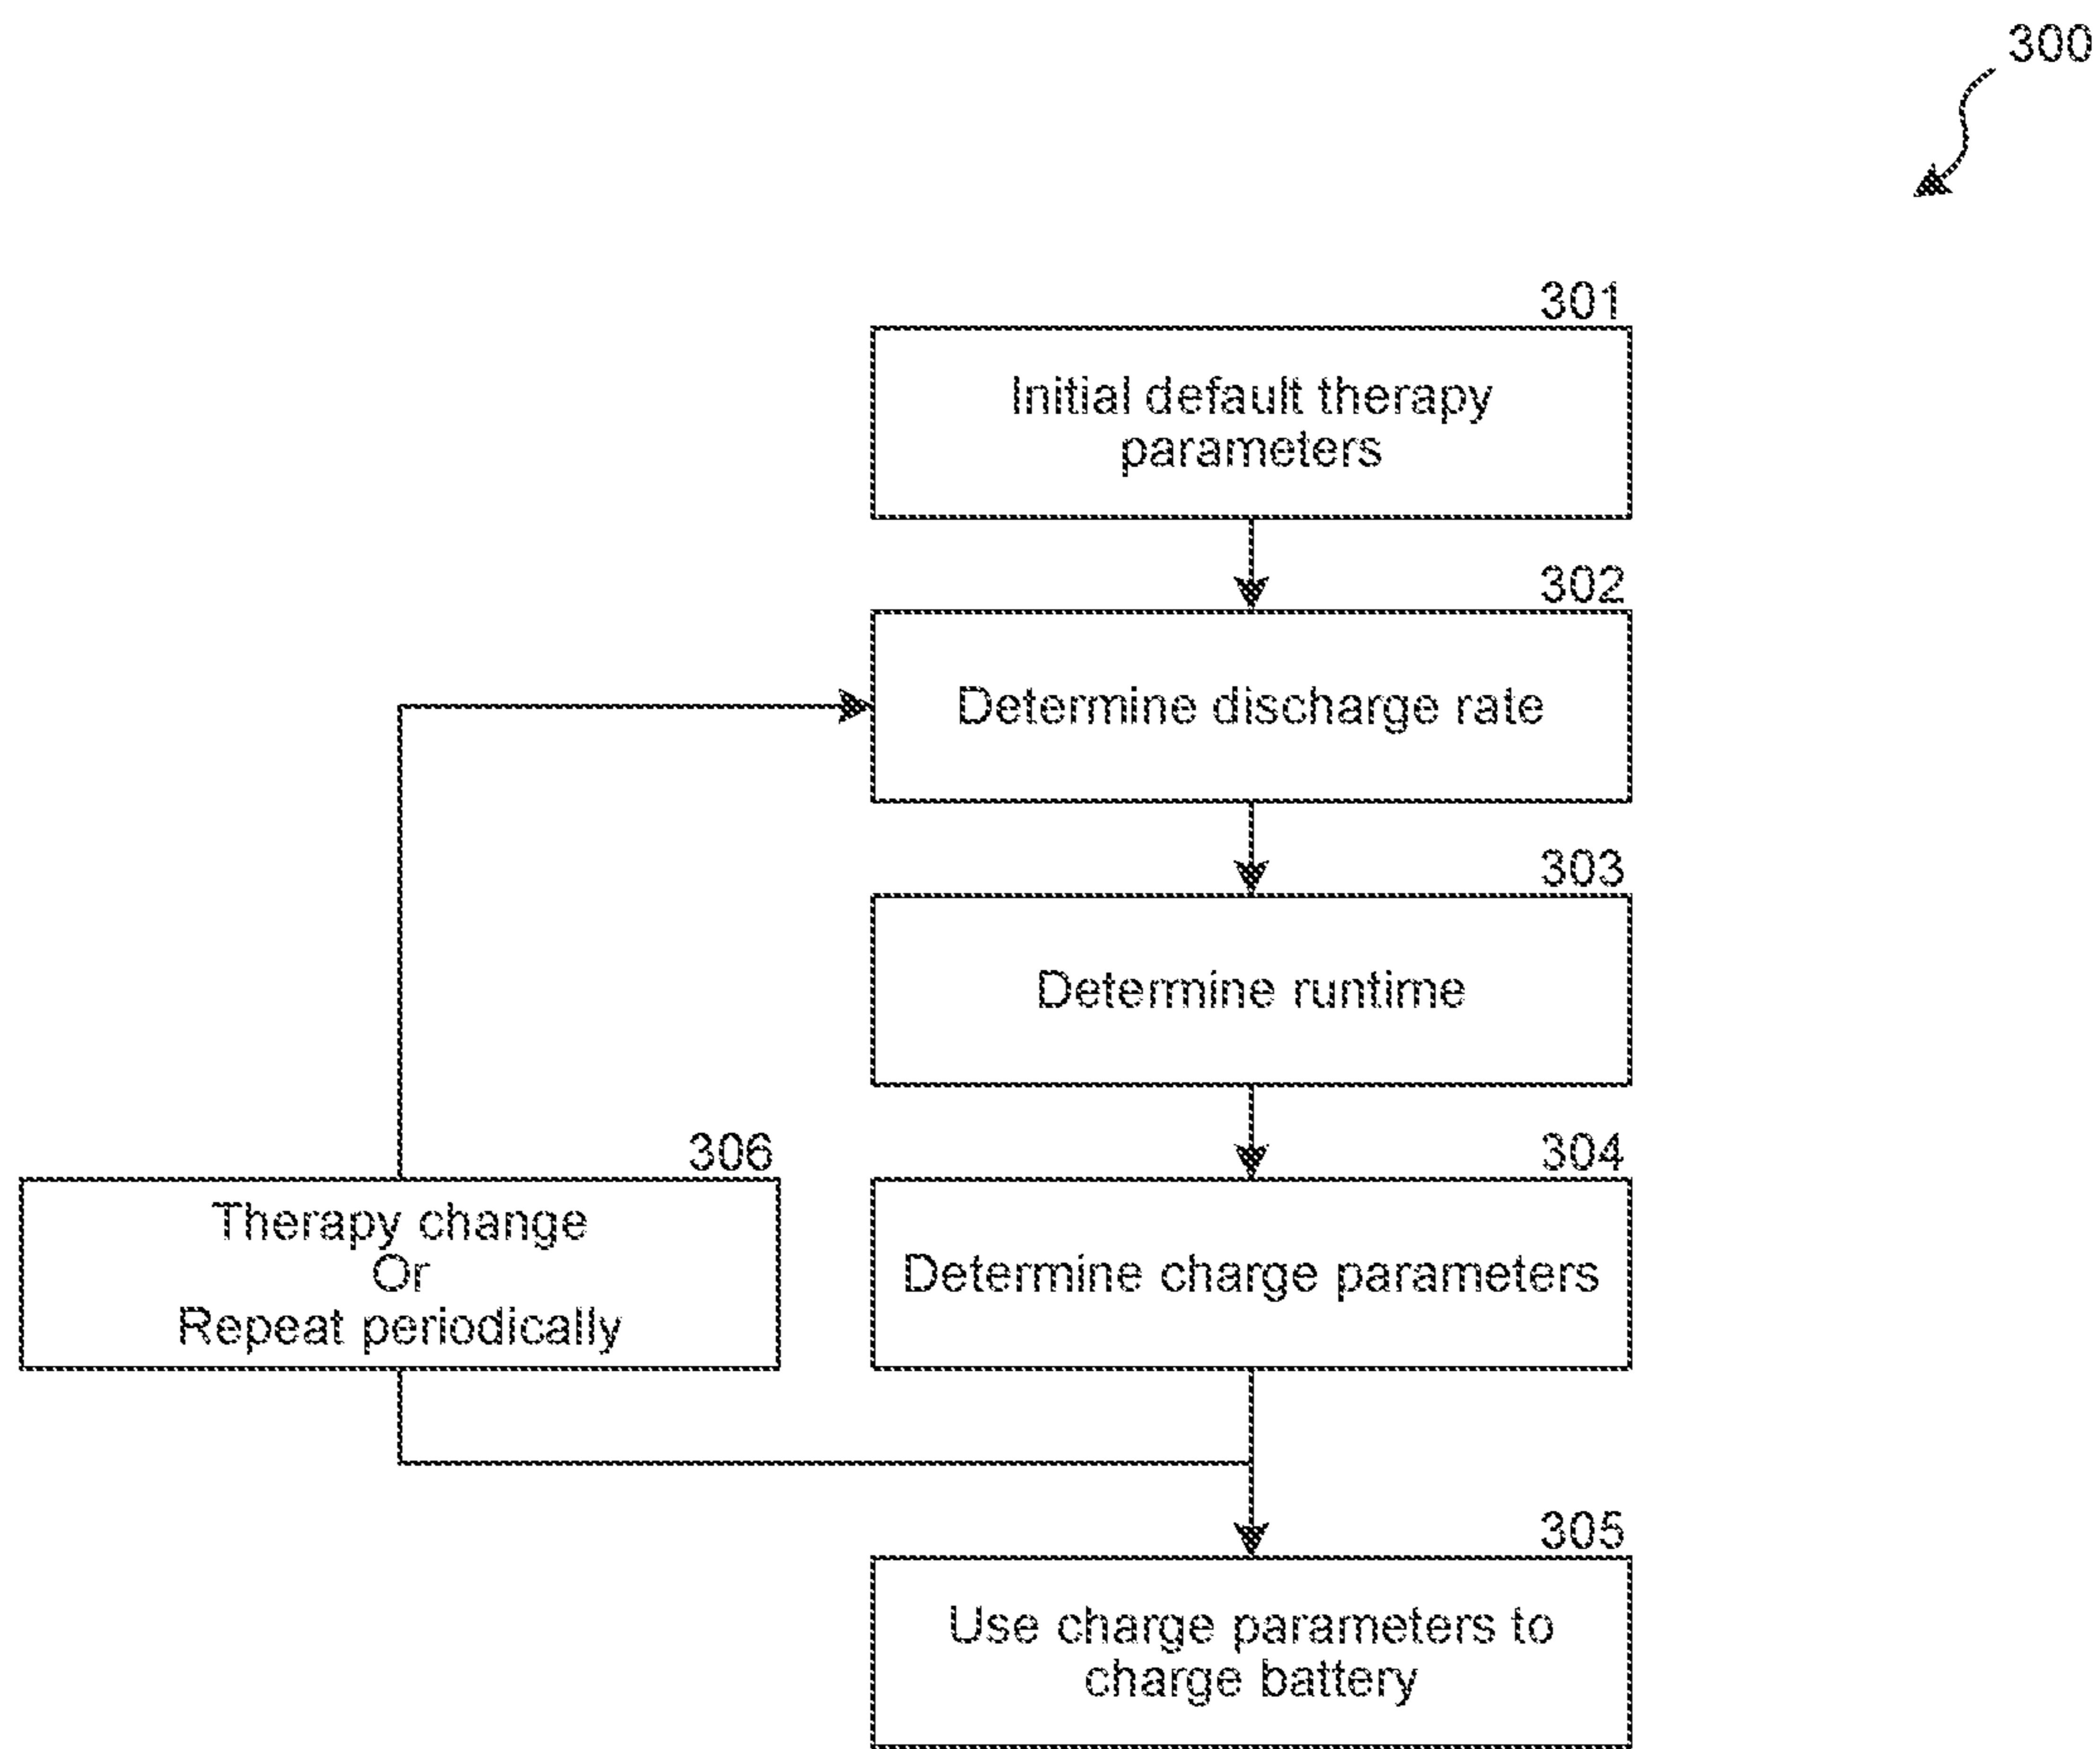 300
301
Initial default therapy
parameters
302
Determine discharge rate
303
Determine runtime
306
Therapy change
Or
Repeat periodically
304
Determine charge parameters
305
Use charge parameters to
charge battery